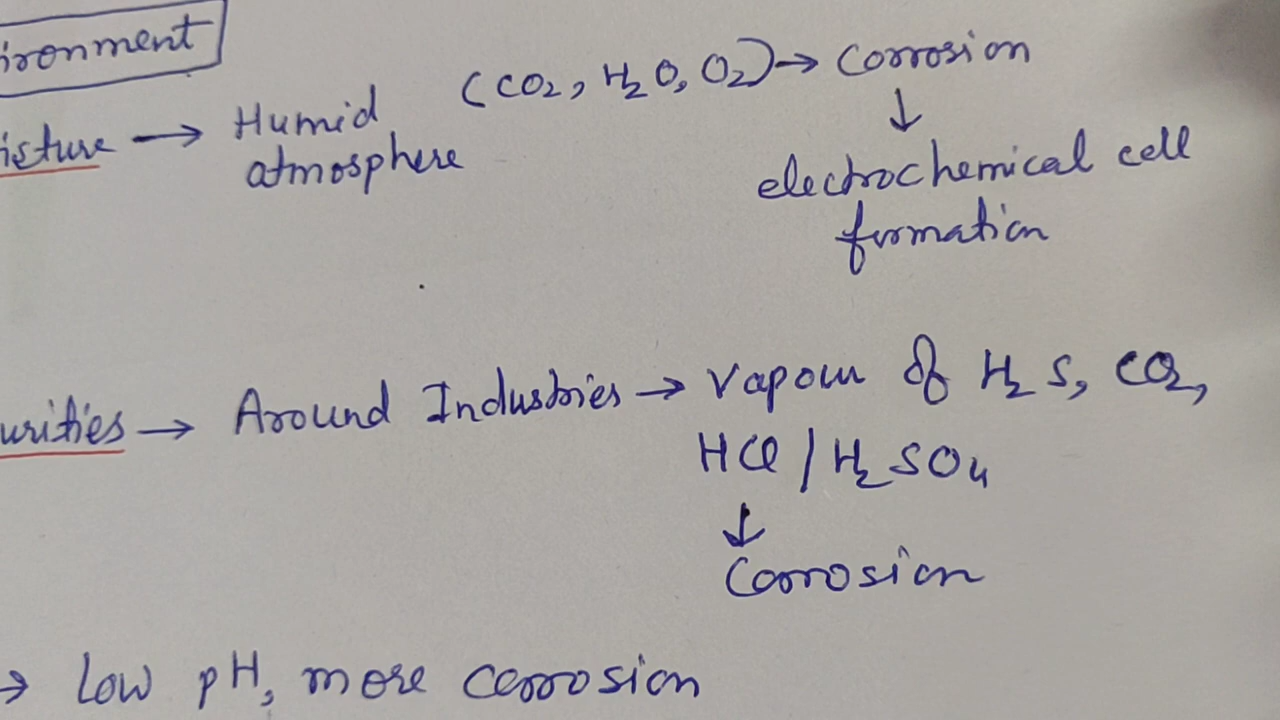 ironment
(CO2, H2O, O2) → Corrosion
isture → Humid
atmosphere
↓
electrochemical cell
formation
urities → Around Industries → Vapour of H2S, CO2,
HCl / H2SO4
↓
Corrosion
→ Low pH, more corrosion